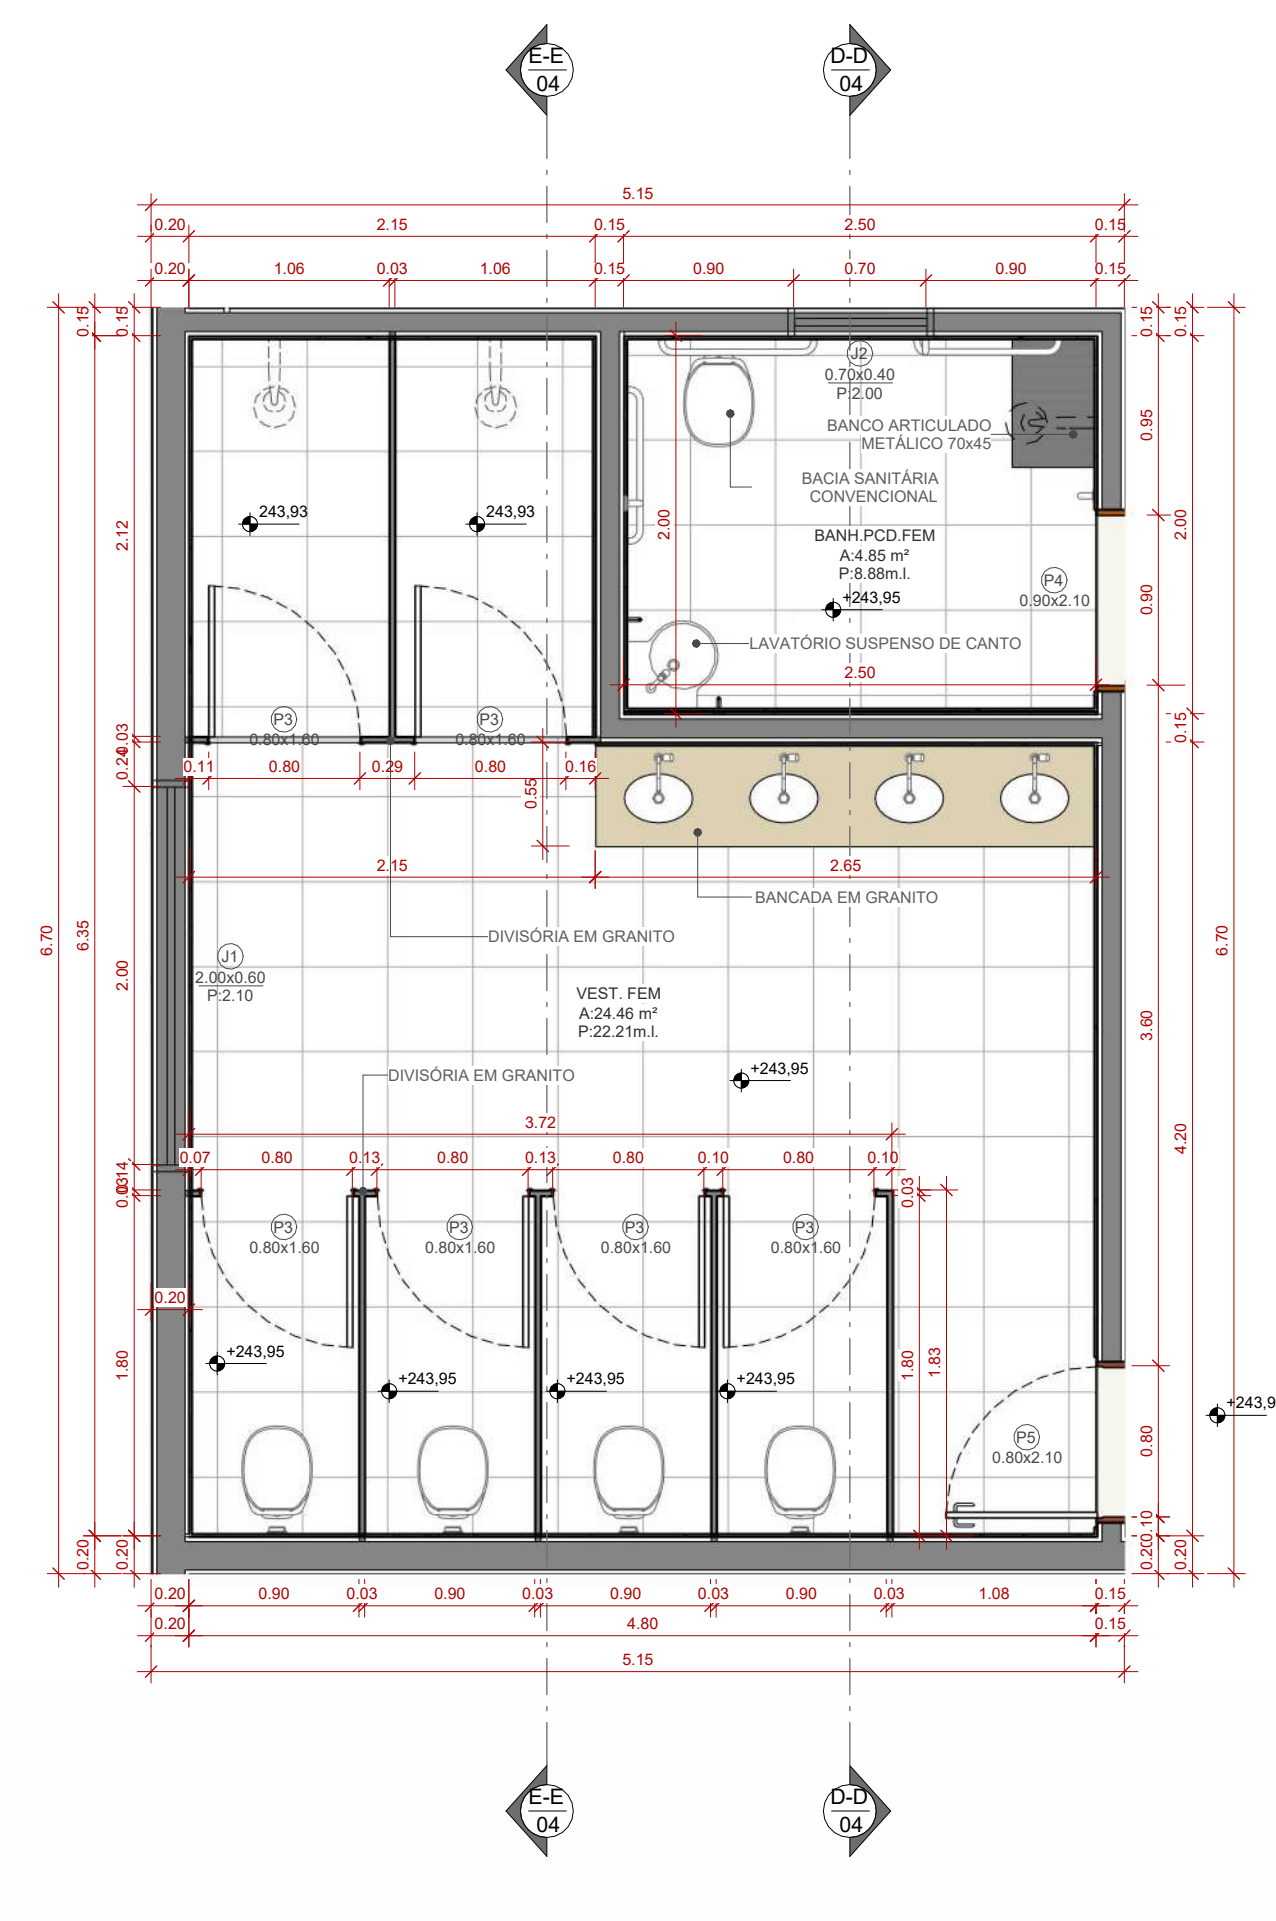 E-E
04
D-D
04
5.15
0.20
2.15
0.15
2.50
0.15
0.20
1.06
0.03
1.06
0.15
0.90
0.70
0.90
0.15
0.15
0.15
0.15
0.15
J2
0.70x0.40
P:2.00
BANCO ARTICULADO
METÁLICO 70x45
0.95
BACIA SANITÁRIA
CONVENCIONAL
243,93
243,93
2.12
2.00
2.00
BANH.PCD.FEM
A:4.85 m²
P:8.88m.l.
+243,95
P4
0.90x2.10
0.90
LAVATÓRIO SUSPENSO DE CANTO
2.50
P3
0.80x1.60
P3
0.80x1.60
0.15
0.03
0.24
0.11
0.80
0.29
0.80
0.16
0.55
2.15
2.65
BANCADA EM GRANITO
DIVISÓRIA EM GRANITO
6.70
6.35
2.00
6.70
J1
2.00x0.60
P:2.10
VEST. FEM
A:24.46 m²
P:22.21m.l.
3.60
DIVISÓRIA EM GRANITO
+243,95
3.72
4.20
0.07
0.80
0.13
0.80
0.13
0.80
0.10
0.80
0.10
0.14
0.03
0.03
P3
0.80x1.60
P3
0.80x1.60
P3
0.80x1.60
P3
0.80x1.60
0.20
+243,95
+243,95
+243,95
+243,95
1.80
1.80
1.83
+243,9
P5
0.80x2.10
0.80
0.10
0.20
0.20
0.20
0.20
0.20
0.90
0.03
0.90
0.03
0.90
0.03
0.90
0.03
1.08
0.15
0.20
4.80
0.15
5.15
E-E
04
D-D
04